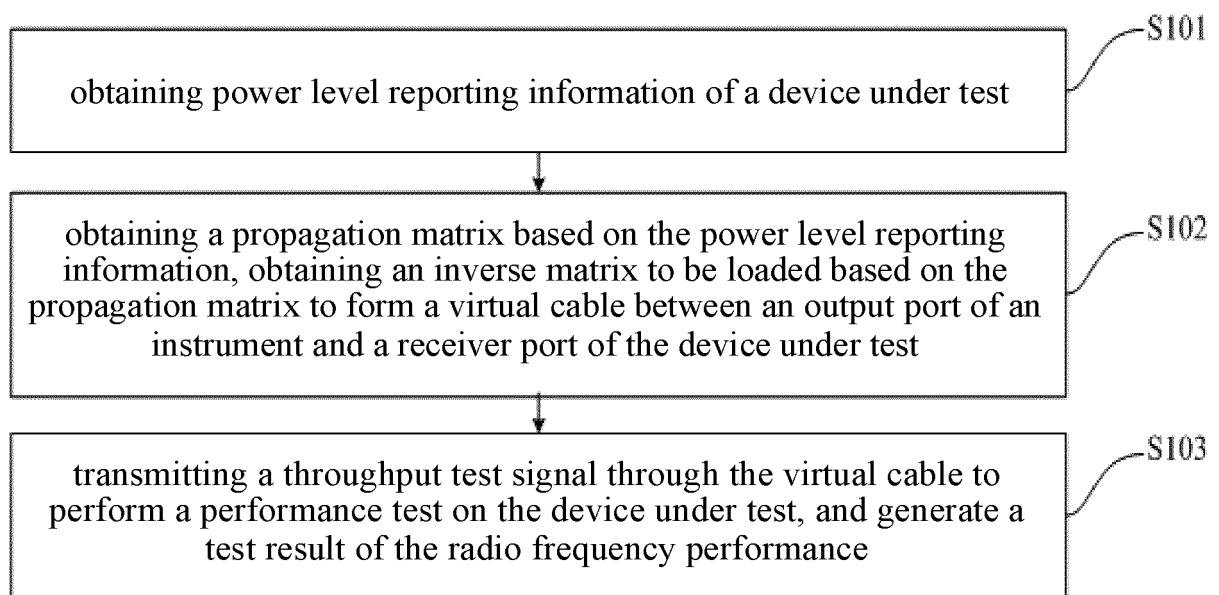 S101
obtaining power level reporting information of a device under test
S102
obtaining a propagation matrix based on the power level reporting
information, obtaining an inverse matrix to be loaded based on the
propagation matrix to form a virtual cable between an output port of an
instrument and a receiver port of the device under test
S103
transmitting a throughput test signal through the virtual cable to
perform a performance test on the device under test, and generate a
test result of the radio frequency performance